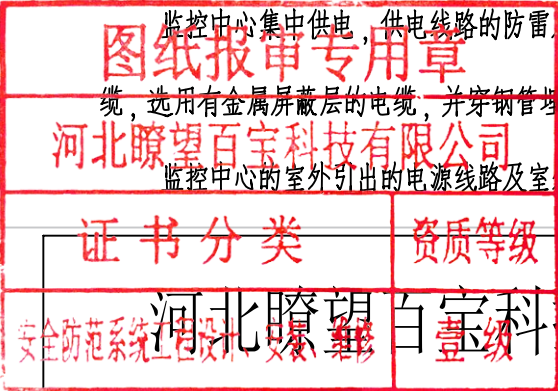 监控中心集中供电，供电线路的防雷
图纸报审专用章
缆，选用有金属屏蔽层的电缆，并穿钢管埋
河北瞭望百宝科技有限公司
监控中心的室外引出的电源线路及室
证书分类 资质等级
河北瞭望百宝科
安全防范系统工程设计、安装、维修 壹级